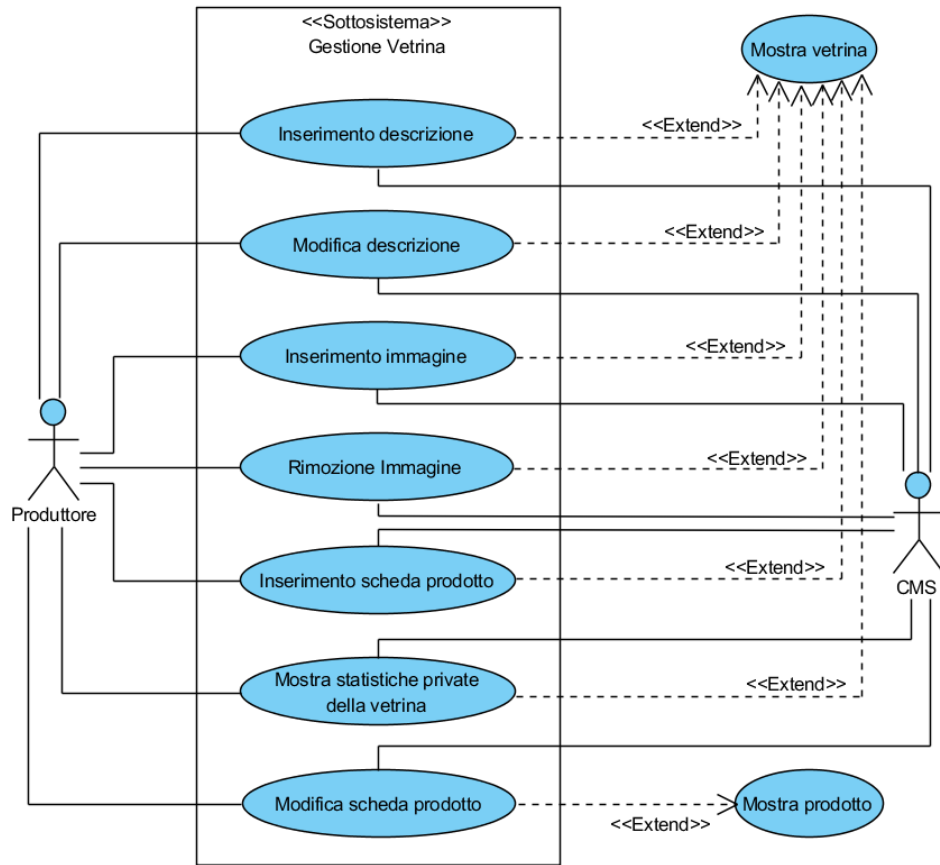 <<Sottosistema>>
Gestione Vetrina
Mostra vetrina
Inserimento descrizione
<<Extend>>
Modifica descrizione
<<Extend>>
Inserimento immagine
<<Extend>>
Rimozione Immagine
<<Extend>>
Produttore
Inserimento scheda prodotto
<<Extend>>
CMS
Mostra statistiche private
della vetrina
<<Extend>>
Modifica scheda prodotto
<<Extend>>
Mostra prodotto